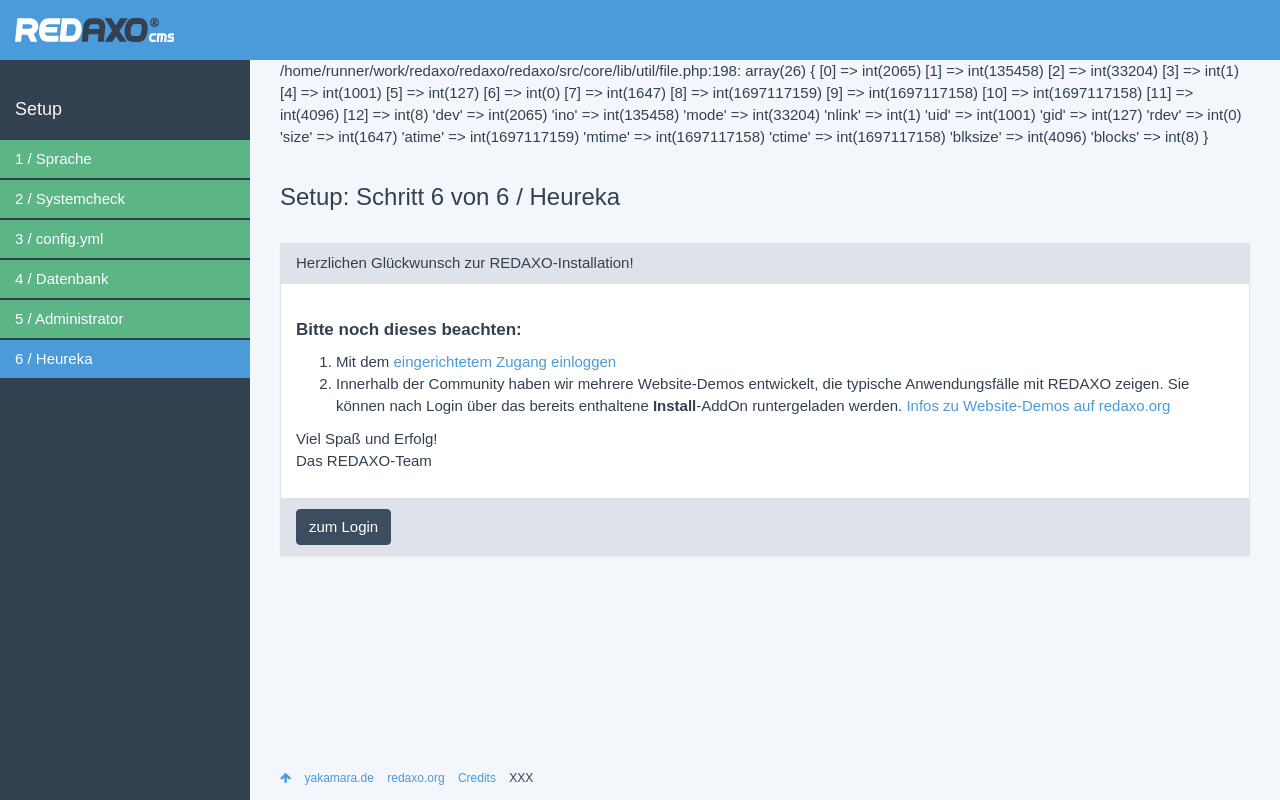 REDAXO® cms
/home/runner/work/redaxo/redaxo/redaxo/src/core/lib/util/file.php:198: array(26) { [0] => int(2065) [1] => int(135458) [2] => int(33204) [3] => int(1)
[4] => int(1001) [5] => int(127) [6] => int(0) [7] => int(1647) [8] => int(1697117159) [9] => int(1697117158) [10] => int(1697117158) [11] =>
int(4096) [12] => int(8) 'dev' => int(2065) 'ino' => int(135458) 'mode' => int(33204) 'nlink' => int(1) 'uid' => int(1001) 'gid' => int(127) 'rdev' => int(0)
'size' => int(1647) 'atime' => int(1697117159) 'mtime' => int(1697117158) 'ctime' => int(1697117158) 'blksize' => int(4096) 'blocks' => int(8) }
Setup
1 / Sprache
2 / Systemcheck
3 / config.yml
4 / Datenbank
5 / Administrator
6 / Heureka
Setup: Schritt 6 von 6 / Heureka
Herzlichen Glückwunsch zur REDAXO-Installation!
Bitte noch dieses beachten:
1. Mit dem eingerichtetem Zugang einloggen
2. Innerhalb der Community haben wir mehrere Website-Demos entwickelt, die typische Anwendungsfälle mit REDAXO zeigen. Sie
können nach Login über das bereits enthaltene Install-AddOn runtergeladen werden. Infos zu Website-Demos auf redaxo.org
Viel Spaß und Erfolg!
Das REDAXO-Team
zum Login
yakamara.de redaxo.org Credits XXX